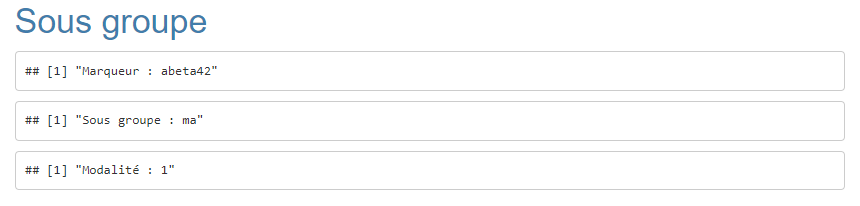 Sous groupe
## [1] "Marqueur : abeta42"
## [1] "Sous groupe : ma"
## [1] "Modalité : 1"